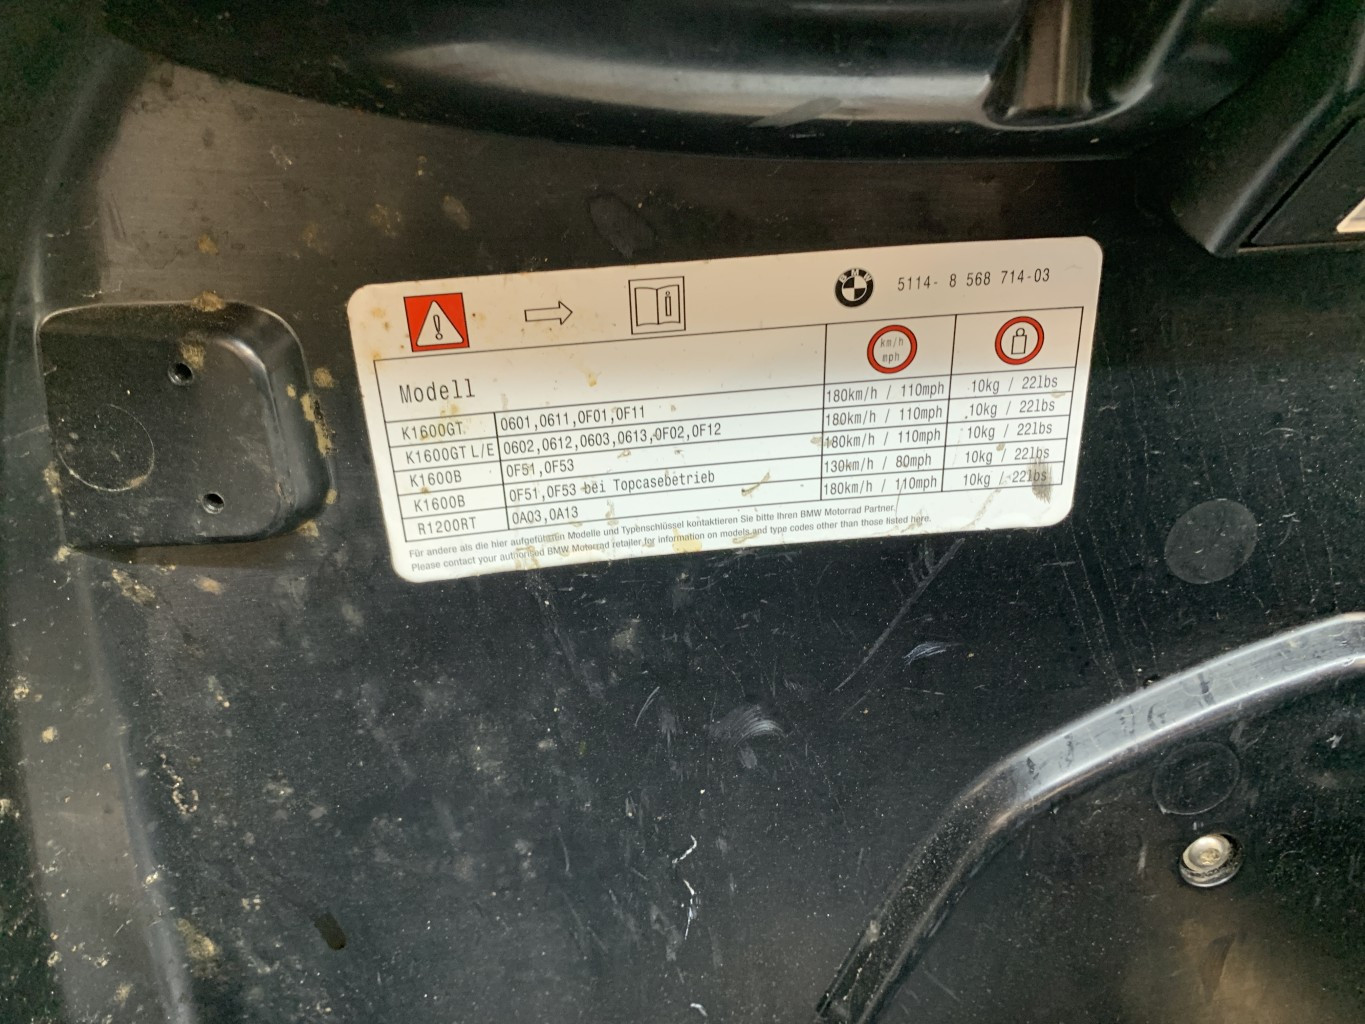 BMW 5114- 8 568 714-03
Modell km/h mph
K1600GT 0601,0611,0F01,0F11 180km/h / 110mph 10kg / 22lbs
K1600GT L/E 0602,0612,0603,0613,0F02,0F12 180km/h / 110mph 10kg / 22lbs
K1600B 0F51,0F53 180km/h / 110mph 10kg / 22lbs
K1600B 0F51,0F53 bei Topcasebetrieb 130km/h / 80mph 10kg / 22lbs
R1200RT 0A03,0A13 180km/h / 110mph 10kg / 22lbs
Für andere als die hier aufgeführten Modelle und Typenschlüssel kontaktieren Sie bitte Ihren BMW Motorrad Partner.
Please contact your authorised BMW Motorrad retailer for information on models and type codes other than those listed here.